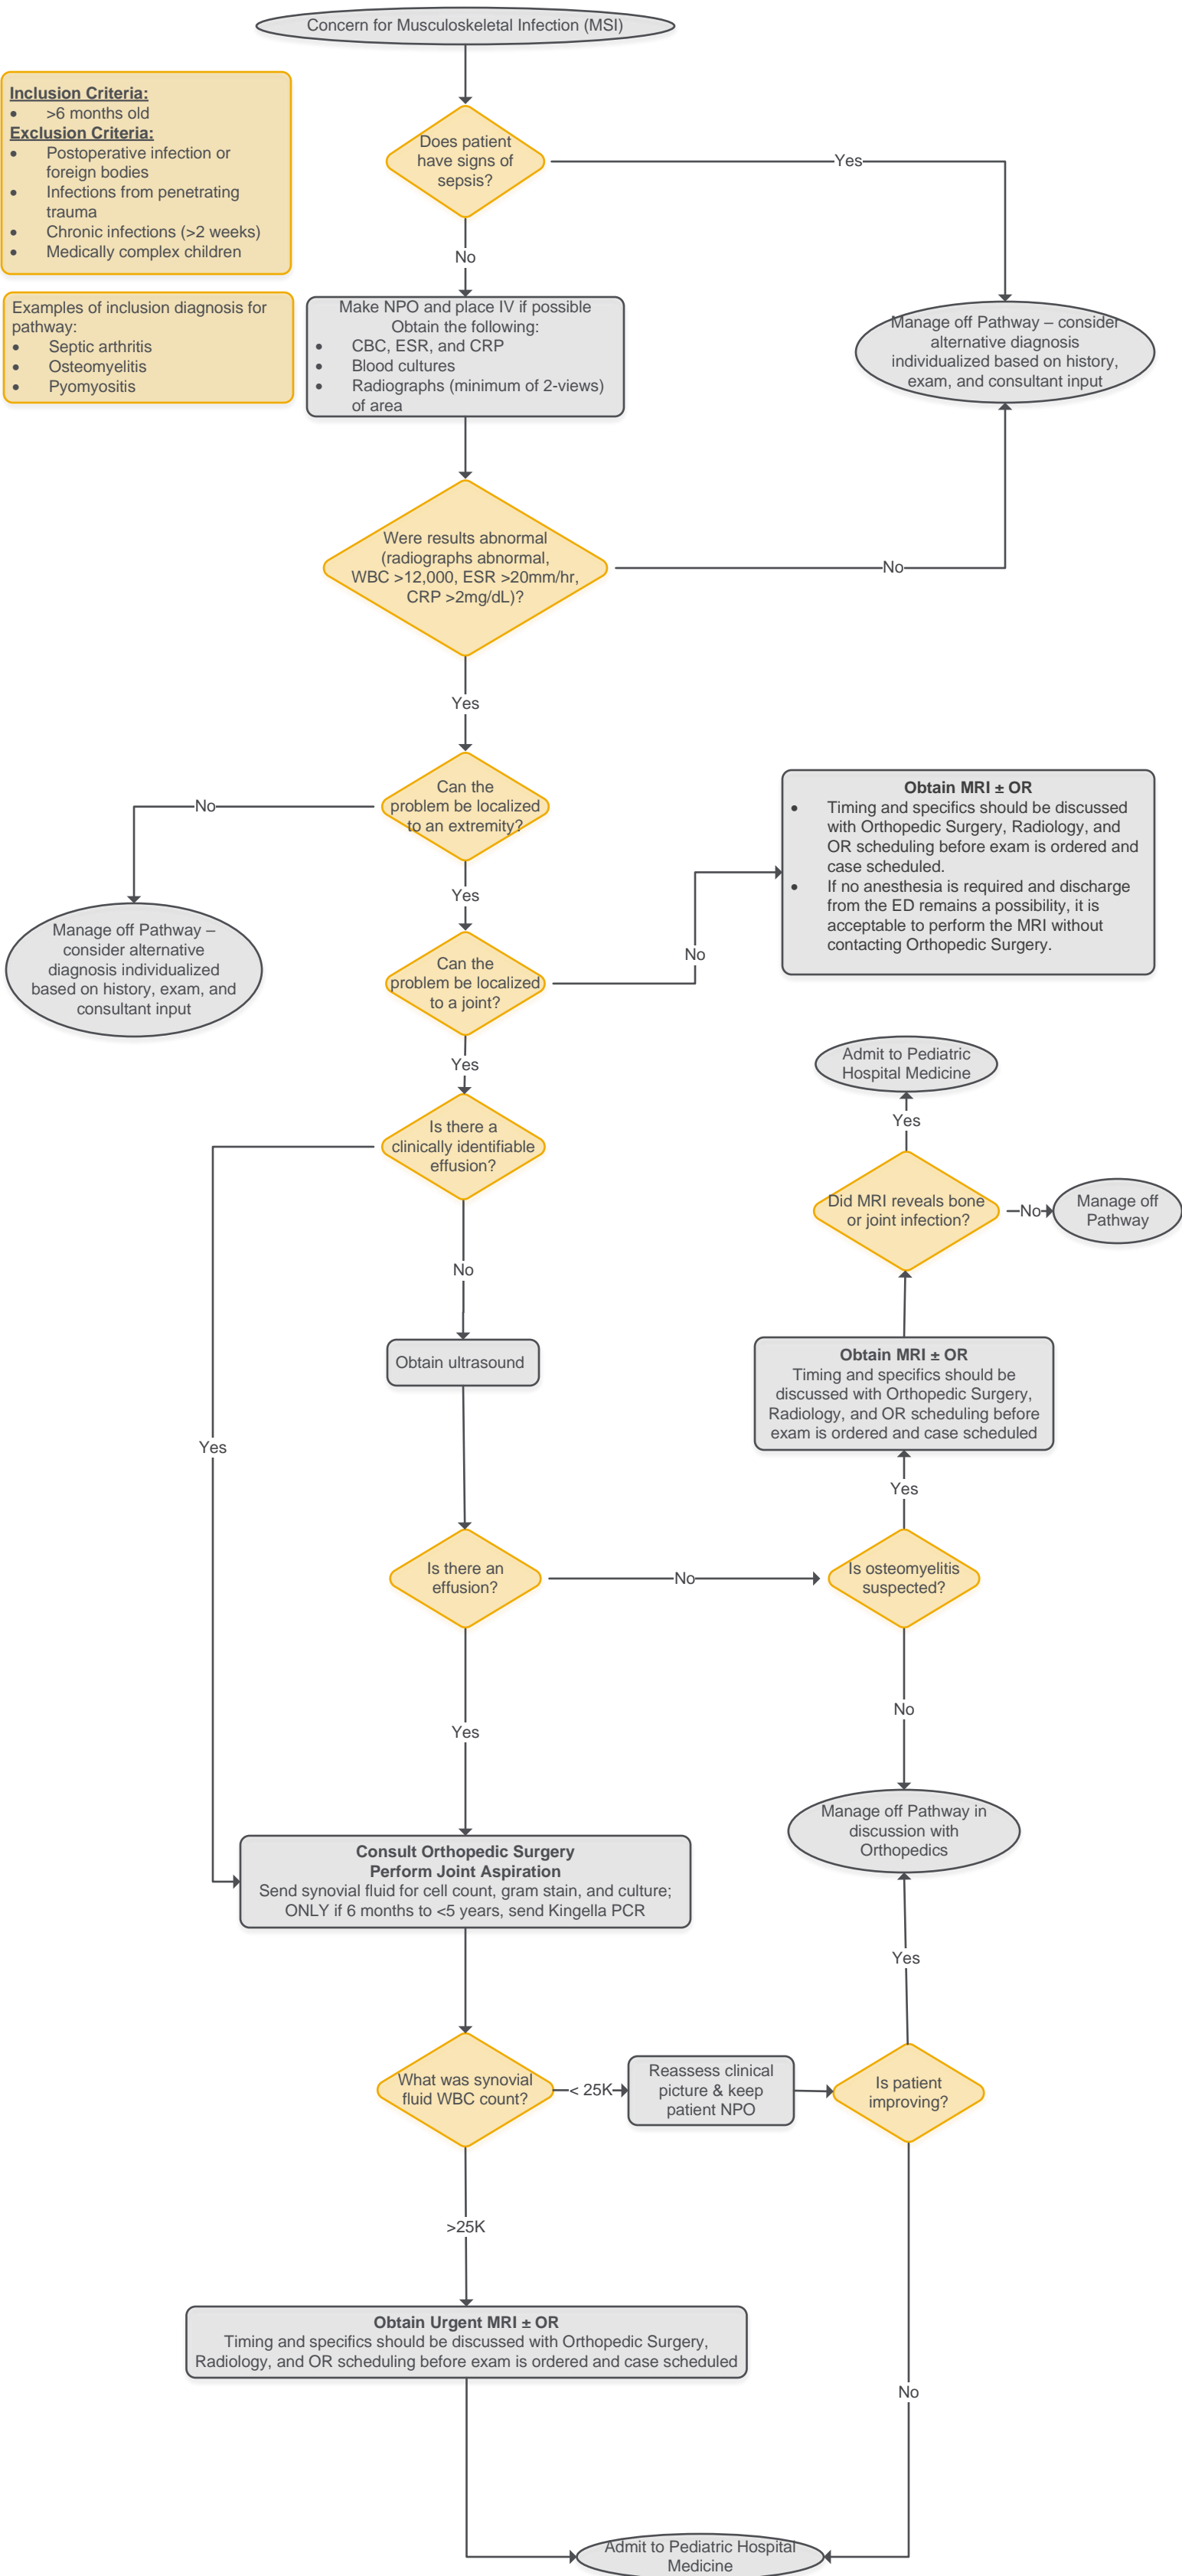 Concern for Musculoskeletal Infection (MSI)
Inclusion Criteria:
• >6 months old
Exclusion Criteria:
• Postoperative infection or
foreign bodies
• Infections from penetrating
trauma
• Chronic infections (>2 weeks)
• Medically complex children
Examples of inclusion diagnosis for
pathway:
• Septic arthritis
• Osteomyelitis
• Pyomyositis
Does patient
have signs of
sepsis?
Yes
No
Make NPO and place IV if possible
Obtain the following:
• CBC, ESR, and CRP
• Blood cultures
• Radiographs (minimum of 2-views)
of area
Manage off Pathway – consider
alternative diagnosis
individualized based on history,
exam, and consultant input
Were results abnormal
(radiographs abnormal,
WBC >12,000, ESR >20mm/hr,
CRP >2mg/dL)?
No
Yes
Can the
problem be localized
to an extremity?
No
Yes
Manage off Pathway –
consider alternative
diagnosis individualized
based on history, exam, and
consultant input
Can the
problem be localized
to a joint?
No
Obtain MRI ± OR
• Timing and specifics should be discussed
with Orthopedic Surgery, Radiology, and
OR scheduling before exam is ordered and
case scheduled.
• If no anesthesia is required and discharge
from the ED remains a possibility, it is
acceptable to perform the MRI without
contacting Orthopedic Surgery.
Yes
Is there a
clinically identifiable
effusion?
Yes
No
Obtain ultrasound
Is there an
effusion?
No
Yes
Is osteomyelitis
suspected?
Yes
Obtain MRI ± OR
Timing and specifics should be
discussed with Orthopedic Surgery,
Radiology, and OR scheduling before
exam is ordered and case scheduled
Did MRI reveals bone
or joint infection?
Yes
Admit to Pediatric
Hospital Medicine
No
Manage off
Pathway
No
Manage off Pathway in
discussion with
Orthopedics
Consult Orthopedic Surgery
Perform Joint Aspiration
Send synovial fluid for cell count, gram stain, and culture;
ONLY if 6 months to <5 years, send Kingella PCR
What was synovial
fluid WBC count?
< 25K
Reassess clinical
picture & keep
patient NPO
Is patient
improving?
Yes
No
>25K
Obtain Urgent MRI ± OR
Timing and specifics should be discussed with Orthopedic Surgery,
Radiology, and OR scheduling before exam is ordered and case scheduled
Admit to Pediatric Hospital
Medicine